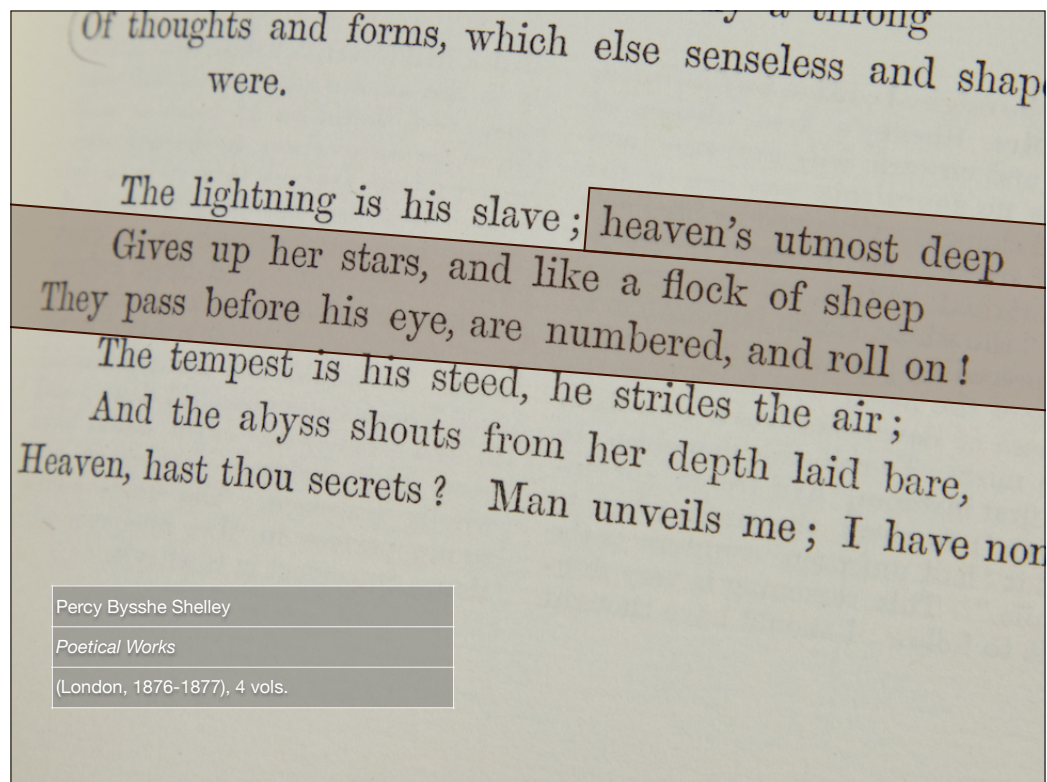 a throng
Of thoughts and forms, which else senseless and
were.
The lightning is his slave ; heaven's utmost deep
Gives up her stars, and like a flock of sheep
They pass before his eye, are numbered, and roll on !
The tempest is his steed, he strides the air ;
And the abyss shouts from her depth laid bare,
Heaven, hast thou secrets ? Man unveils me ; I have
Percy Bysshe Shelley
Poetical Works
(London, 1876-1877), 4 vols.